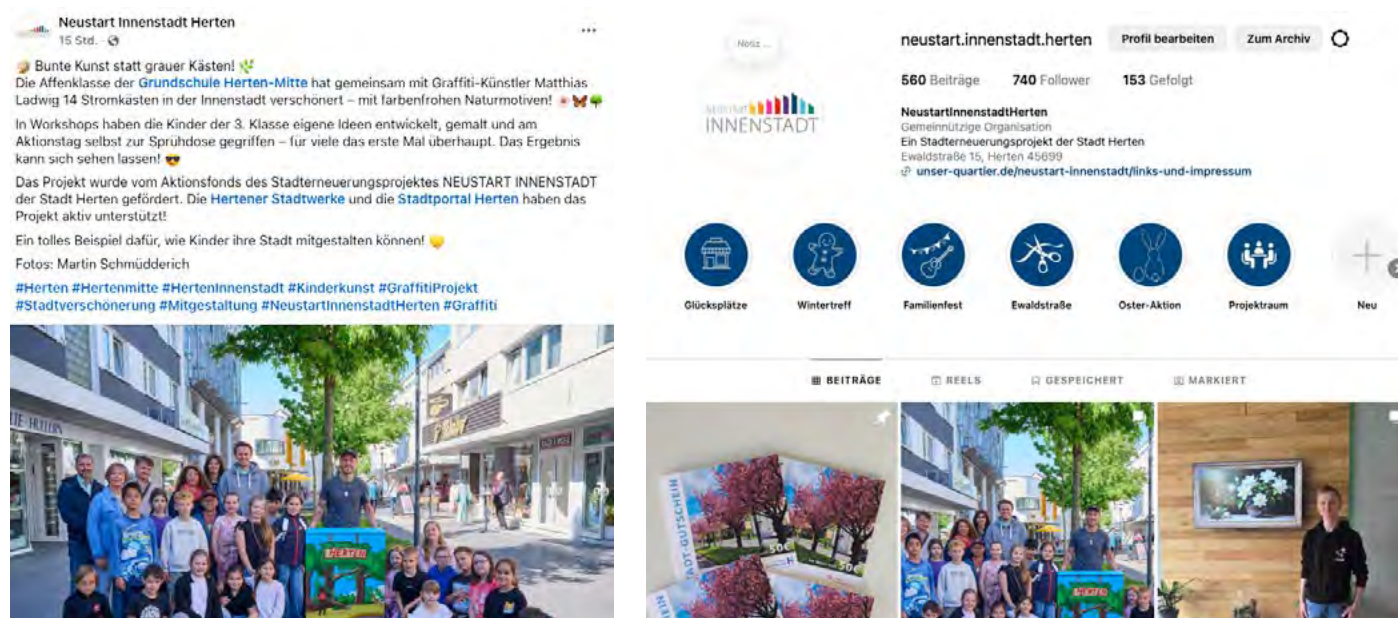 Neustart Innenstadt Herten
15 Std.
Bunte Kunst statt grauer Kästen!
Die Affenklasse der Grundschule Herten-Mitte hat gemeinsam mit Graffiti-Künstler Matthias
Ladwig 14 Stromkästen in der Innenstadt verschönert – mit farbenfrohen Naturmotiven!
In Workshops haben die Kinder der 3. Klasse eigene Ideen entwickelt, gemalt und am
Aktionstag selbst zur Sprühdose gegriffen – für viele das erste Mal überhaupt. Das Ergebnis
kann sich sehen lassen!
Das Projekt wurde vom Aktionsfonds des Stadterneuerungsprojektes NEUSTART INNENSTADT
der Stadt Herten gefördert. Die Hertener Stadtwerke und die Stadtportal Herten haben das
Projekt aktiv unterstützt!
Ein tolles Beispiel dafür, wie Kinder ihre Stadt mitgestalten können!
Fotos: Martin Schmüdderich
#Herten #Hertenmitte #HertenInnenstadt #Kinderkunst #GraffitiProjekt
#Stadtverschönerung #Mitgestaltung #NeustartInnenstadtHerten #Graffiti
HERTEN
Notiz ...
neustart
INNENSTADT
neustart.innenstadt.herten Profil bearbeiten Zum Archiv
560 Beiträge 740 Follower 153 Gefolgt
NeustartInnenstadtHerten
Gemeinnützige Organisation
Ein Stadterneuerungsprojekt der Stadt Herten
Ewaldstraße 15, Herten 45699
unser-quartier.de/neustart-innenstadt/links-und-impressum
Glücksplätze Wintertreff Familienfest Ewaldstraße Oster-Aktion Projektraum Neu
BEITRÄGE REELS GESPEICHERT MARKIERT
50€
50€
HERTEN